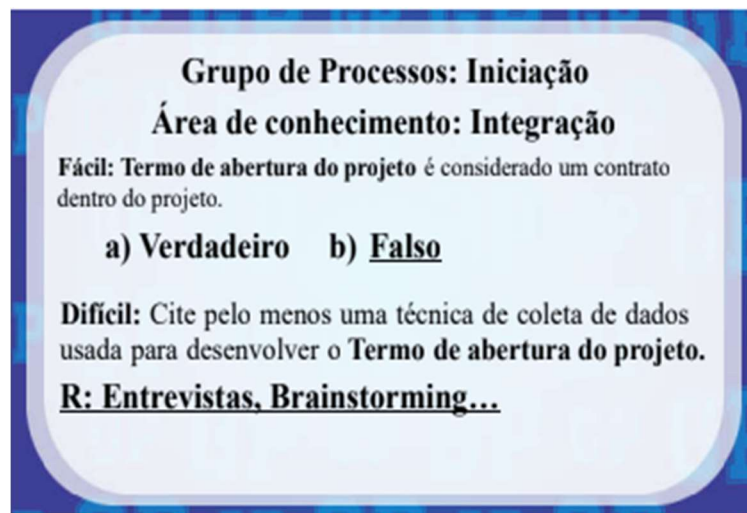 Grupo de Processos: Iniciação
Área de conhecimento: Integração
Fácil: Termo de abertura do projeto é considerado um contrato
dentro do projeto.
a) Verdadeiro b) Falso
Difícil: Cite pelo menos uma técnica de coleta de dados
usada para desenvolver o Termo de abertura do projeto.
R: Entrevistas, Brainstorming...